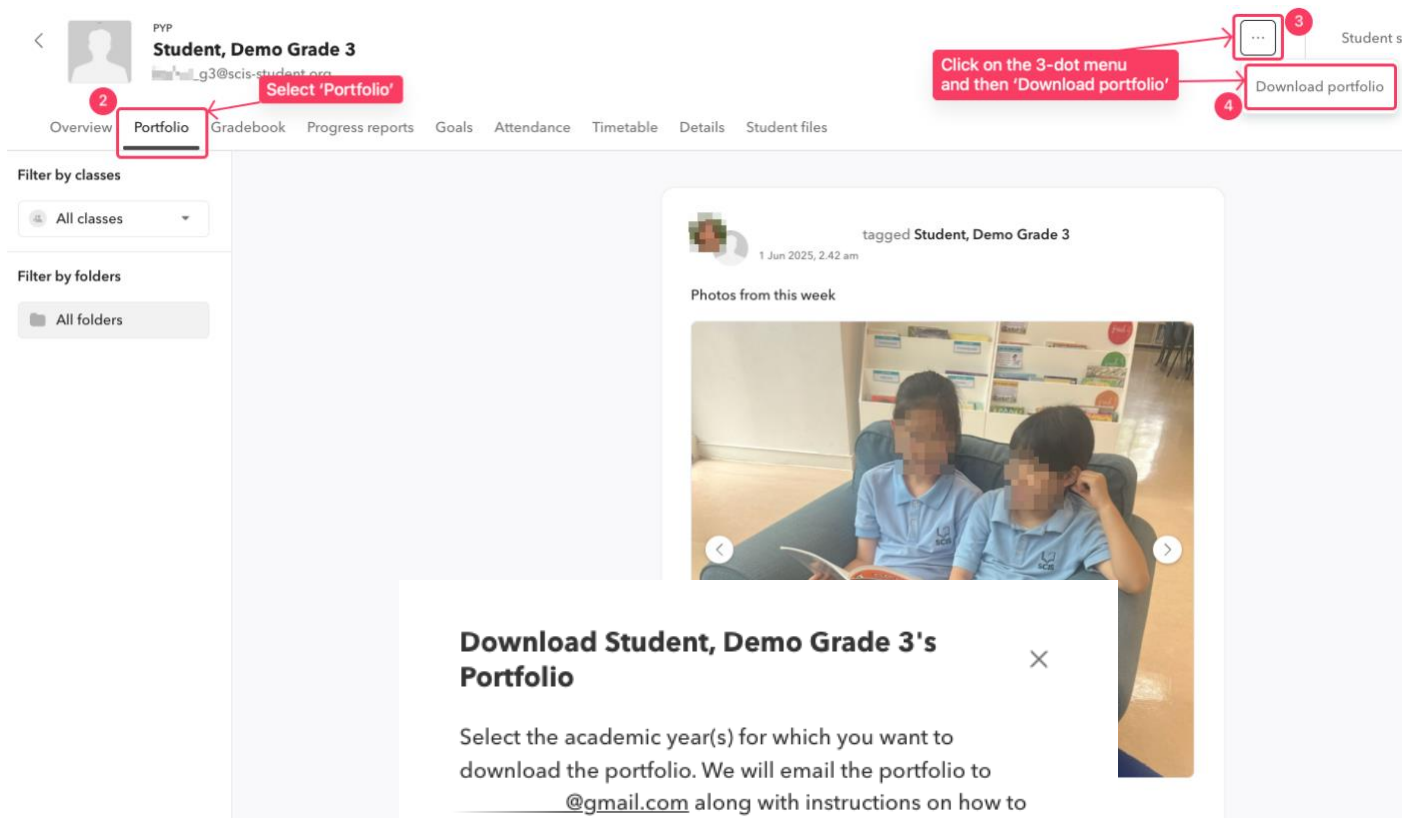 PYP
Student, Demo Grade 3
_g3@scis-student.org
2
Select 'Portfolio'
Click on the 3-dot menu
and then 'Download portfolio'
...
3
Student s
Download portfolio
4
Overview Portfolio Gradebook Progress reports Goals Attendance Timetable Details Student files
Filter by classes
All classes
Filter by folders
All folders
tagged Student, Demo Grade 3
1 Jun 2025, 2.42 am
Photos from this week
SCIS
SCIS
Download Student, Demo Grade 3's
Portfolio
Select the academic year(s) for which you want to
download the portfolio. We will email the portfolio to
@gmail.com along with instructions on how to